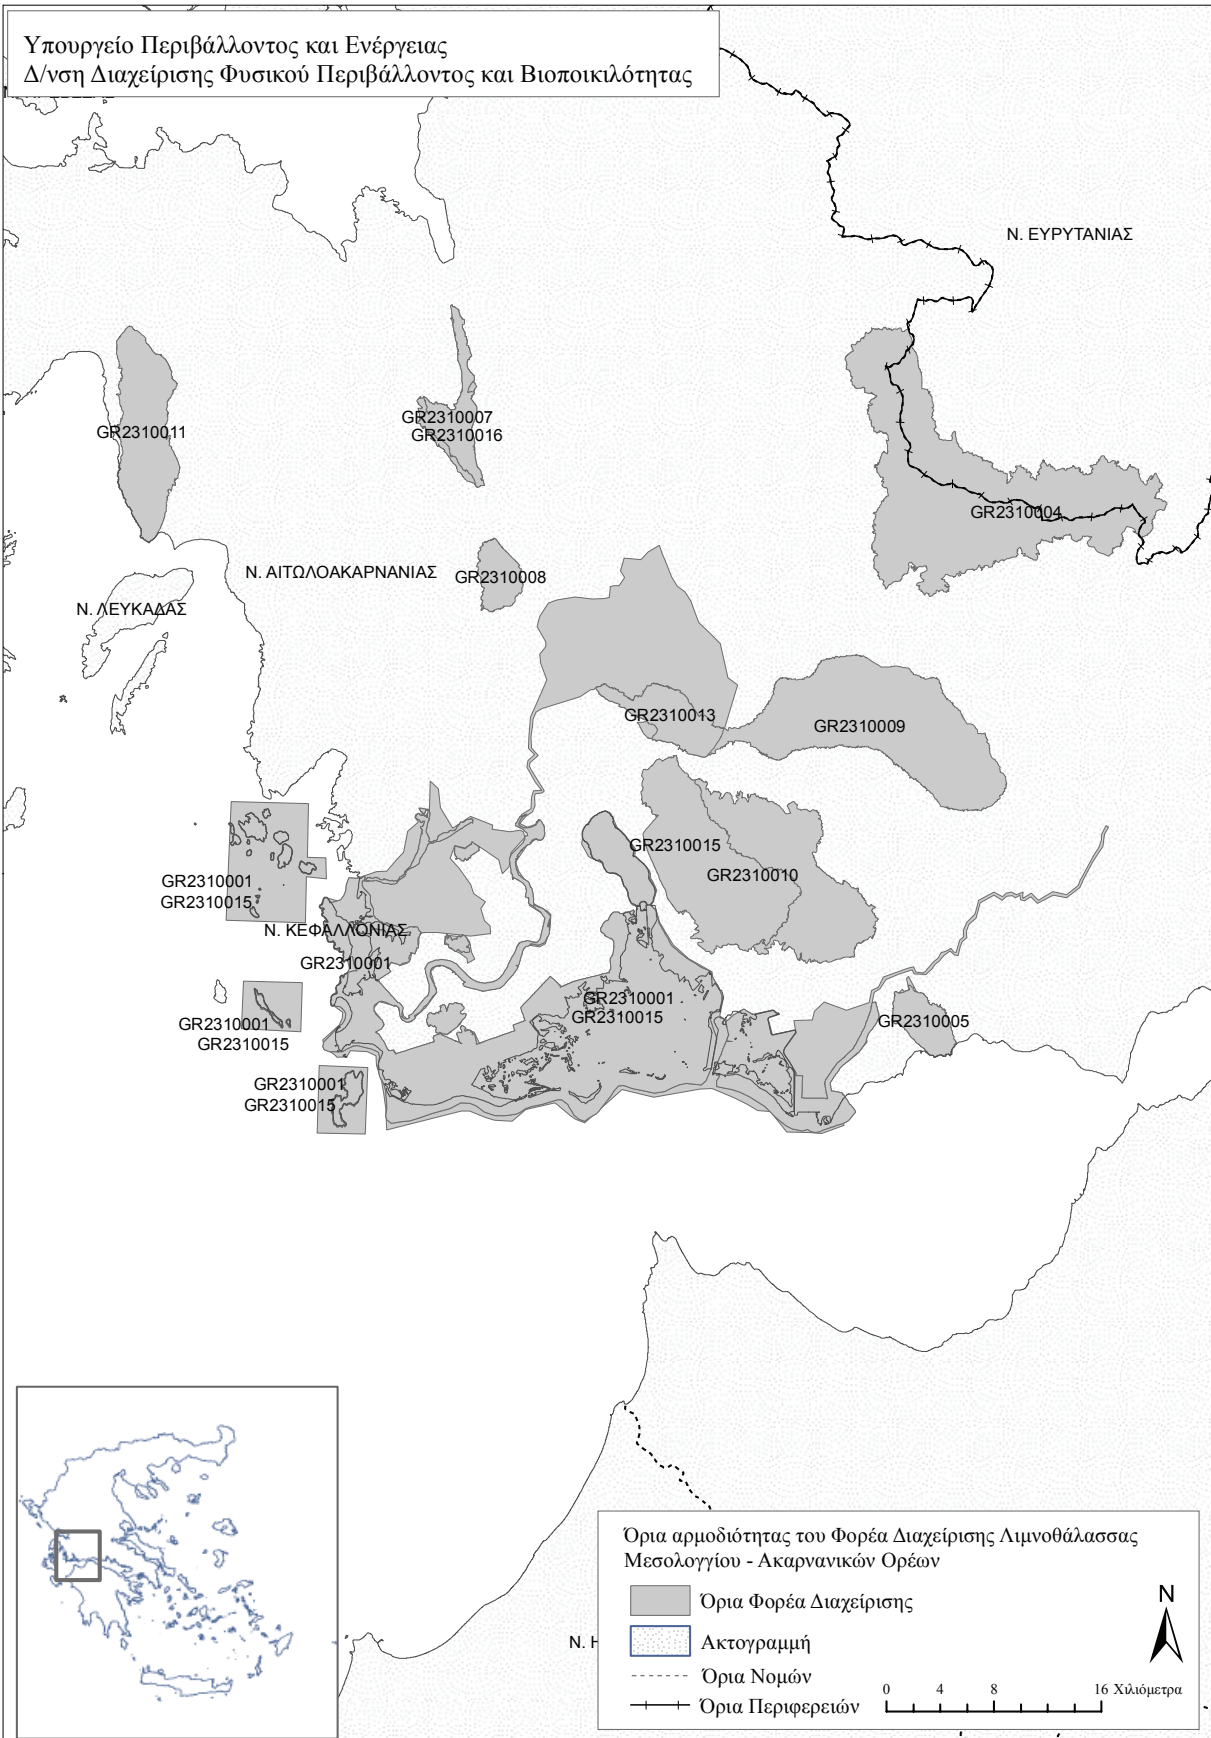 Υπουργείο Περιβάλλοντος και Ενέργειας
Δ/νση Διαχείρισης Φυσικού Περιβάλλοντος και Βιοποικιλότητας
Ν. ΕΥΡΥΤΑΝΙΑΣ
GR2310011
GR2310007
GR2310016
GR2310004
Ν. ΑΙΤΩΛΟΑΚΑΡΝΑΝΙΑΣ
GR2310008
Ν. ΛΕΥΚΑΔΑΣ
GR2310013
GR2310009
GR2310015
GR2310010
GR2310001
GR2310015
Ν. ΚΕΦΑΛΛΟΝΙΑΣ
GR2310001
GR2310001
GR2310015
GR2310001
GR2310015
GR2310005
GR2310001
GR2310015
Όρια αρμοδιότητας του Φορέα Διαχείρισης Λιμνοθάλασσας
Μεσολογγίου - Ακαρνανικών Ορέων
Όρια Φορέα Διαχείρισης
Ακτογραμμή
Όρια Νομών
Όρια Περιφερειών
N
0 4 8 16 Χιλιόμετρα
Ν. Η